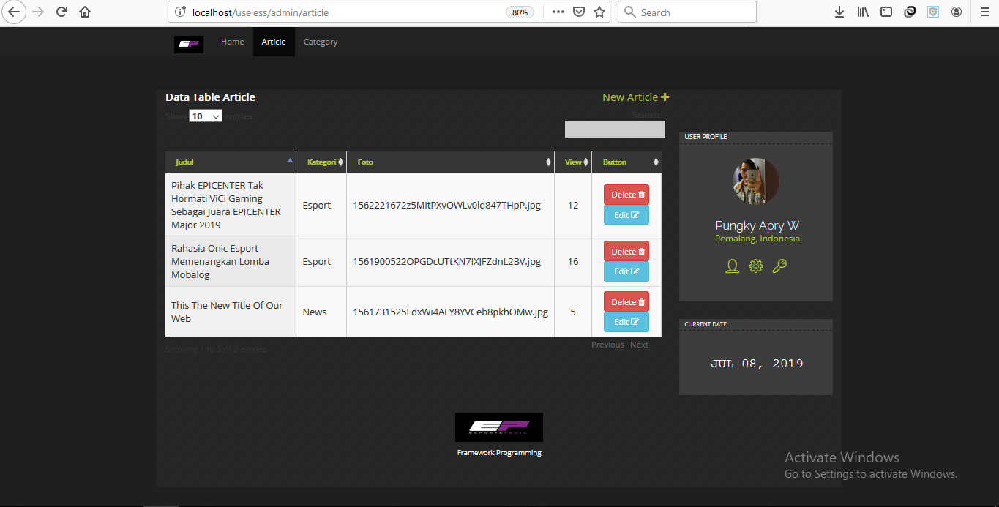 localhost/useless/admin/article
80%
Search
EP
Home
Article
Category
Data Table Article
New Article
Show 10 entries
Search:
Judul
Kategori
Foto
View
Button
Pihak EPICENTER Tak
Hormati ViCi Gaming
Sebagai Juara EPICENTER
Major 2019
Esport
1562221672z5MItPXvOWLv0ld847THpP.jpg
12
Delete
Edit
Rahasia Onic Esport
Memenangkan Lomba
Mobalog
Esport
1561900522OPGDcUTtKN7IXJFZdnL2BV.jpg
16
Delete
Edit
This The New Title Of Our
Web
News
1561731525LdxWi4AFY8YVCeb8pkhOMw.jpg
5
Delete
Edit
Showing 1 to 3 of 3 entries
Previous
Next
USER PROFILE
Pungky Apry W
Pemalang, Indonesia
CURRENT DATE
JUL 08, 2019
EP
ESPORTSPEDIA
Framework Programming
Activate Windows
Go to Settings to activate Windows.